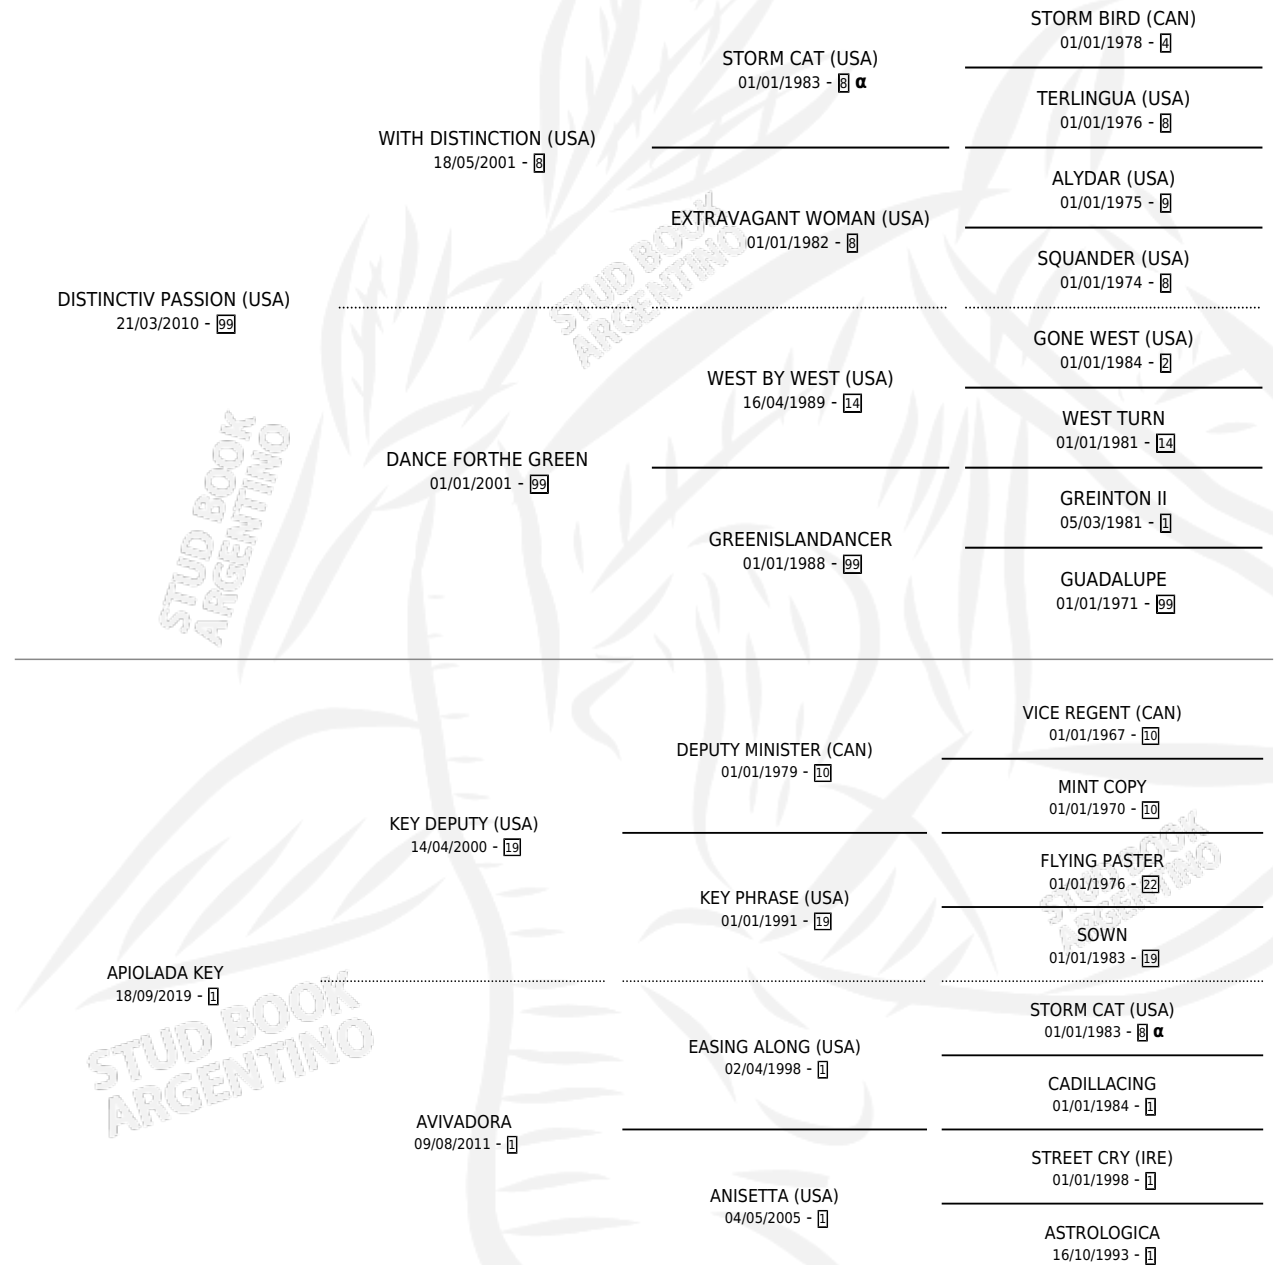 STORM BIRD (CAN)
01/01/1978 - 4
STORM CAT (USA)
01/01/1983 - 8 α
TERLINGUA (USA)
01/01/1976 - 8
WITH DISTINCTION (USA)
18/05/2001 - 8
ALYDAR (USA)
01/01/1975 - 9
EXTRAVAGANT WOMAN (USA)
01/01/1982 - 8
SQUANDER (USA)
01/01/1974 - 8
STUD BOOK
ARGENTINO
DISTINCTIV PASSION (USA)
21/03/2010 - 99
GONE WEST (USA)
01/01/1984 - 2
WEST BY WEST (USA)
16/04/1989 - 14
WEST TURN
01/01/1981 - 14
DANCE FORTHE GREEN
01/01/2001 - 99
GREINTON II
05/03/1981 - 1
GREENISLANDANCER
01/01/1988 - 99
GUADALUPE
01/01/1971 - 99
STUD BOOK
ARGENTINO
VICE REGENT (CAN)
01/01/1967 - 10
DEPUTY MINISTER (CAN)
01/01/1979 - 10
MINT COPY
01/01/1970 - 10
KEY DEPUTY (USA)
14/04/2000 - 19
FLYING PASTER
01/01/1976 - 22
KEY PHRASE (USA)
01/01/1991 - 19
SOWN
01/01/1983 - 19
STUD BOOK
ARGENTINO
APIOLADA KEY
18/09/2019 - 1
STORM CAT (USA)
01/01/1983 - 8 α
EASING ALONG (USA)
02/04/1998 - 1
CADILLACING
01/01/1984 - 1
STUD BOOK
ARGENTINO
AVIVADORA
09/08/2011 - 1
STREET CRY (IRE)
01/01/1998 - 1
ANISETTA (USA)
04/05/2005 - 1
ASTROLOGICA
16/10/1993 - 1